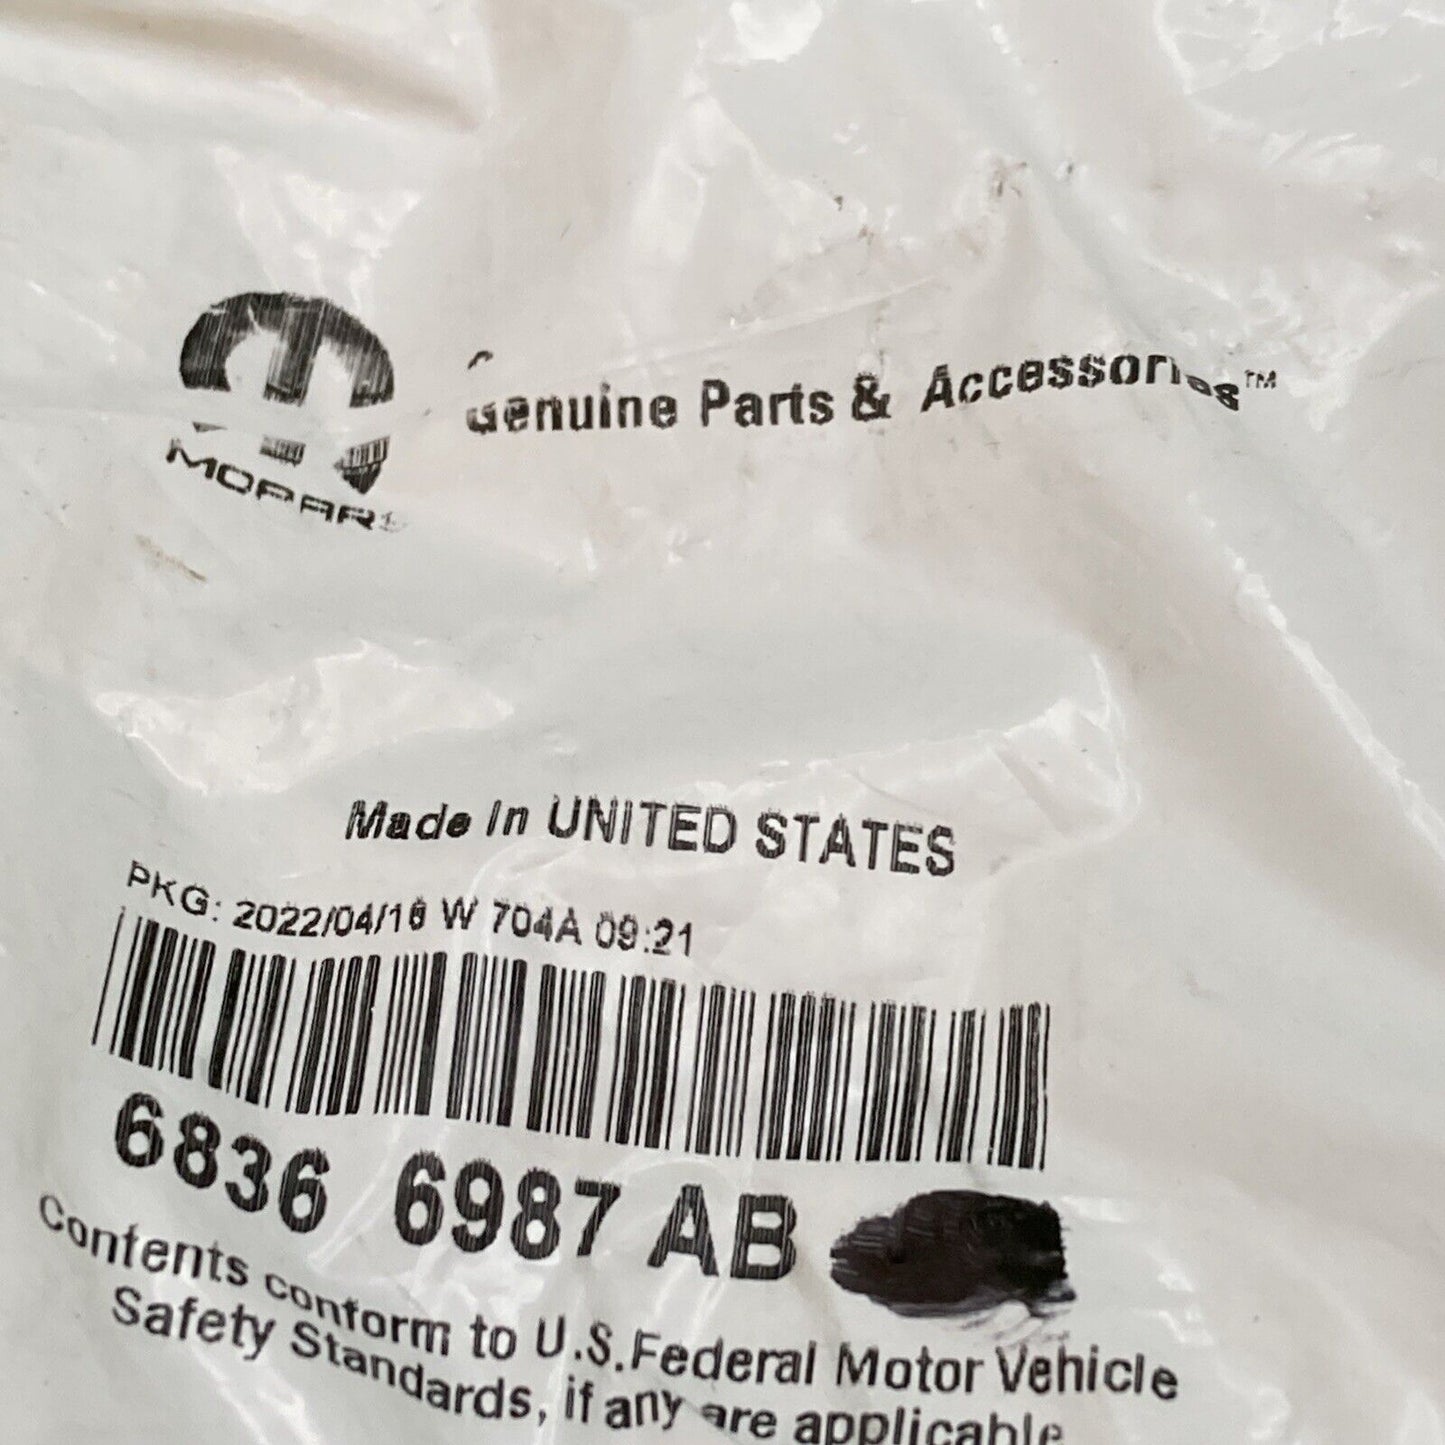 MOPAR
Genuine Parts & Accessories™
Made In UNITED STATES
PKG: 2022/04/18 W 704A 09:21
6836 6987 AB
Contents conform to U.S.Federal Motor Vehicle
Safety Standards, if any are applicable